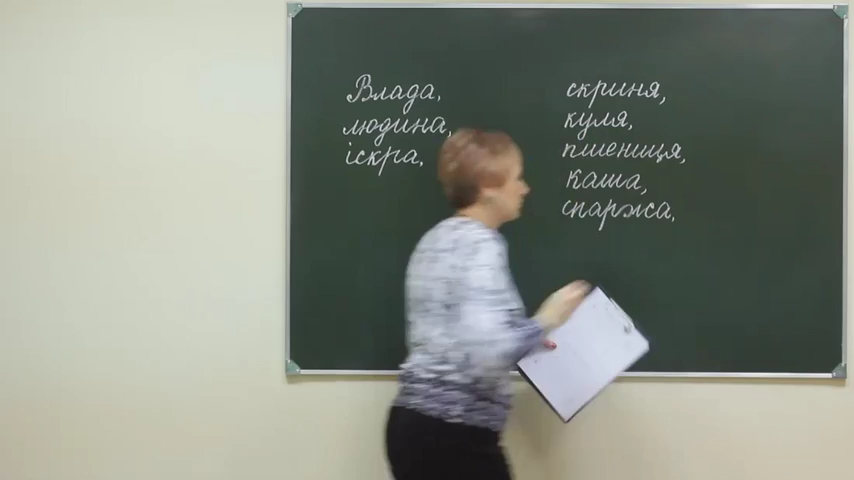 Влада,
людина,
іскра,
скриня,
куля,
пшениця,
каша,
спаржа,